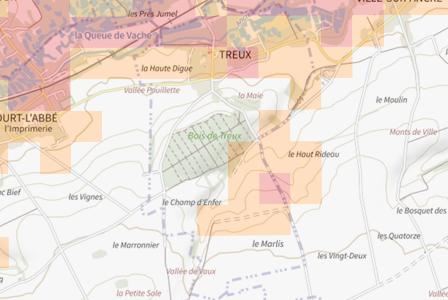 les Prés Jumel
VILLE-SUR-ANCRE
la Queue de Vache
TREUX
la Haute Digue
Vallée Pouillette
la Maie
le Moulin
OURT-L'ABBÉ
l'Imprimerie
Bois de Treux
Monts de Ville
le Haut Rideau
c Bief
les Vignes
le Champ d'Enfer
le Bosquet des
les Quatorze
le Marronnier
le Marlis
les Vingt-Deux
Vallée de Vaux
la Petite Sole
Vallée